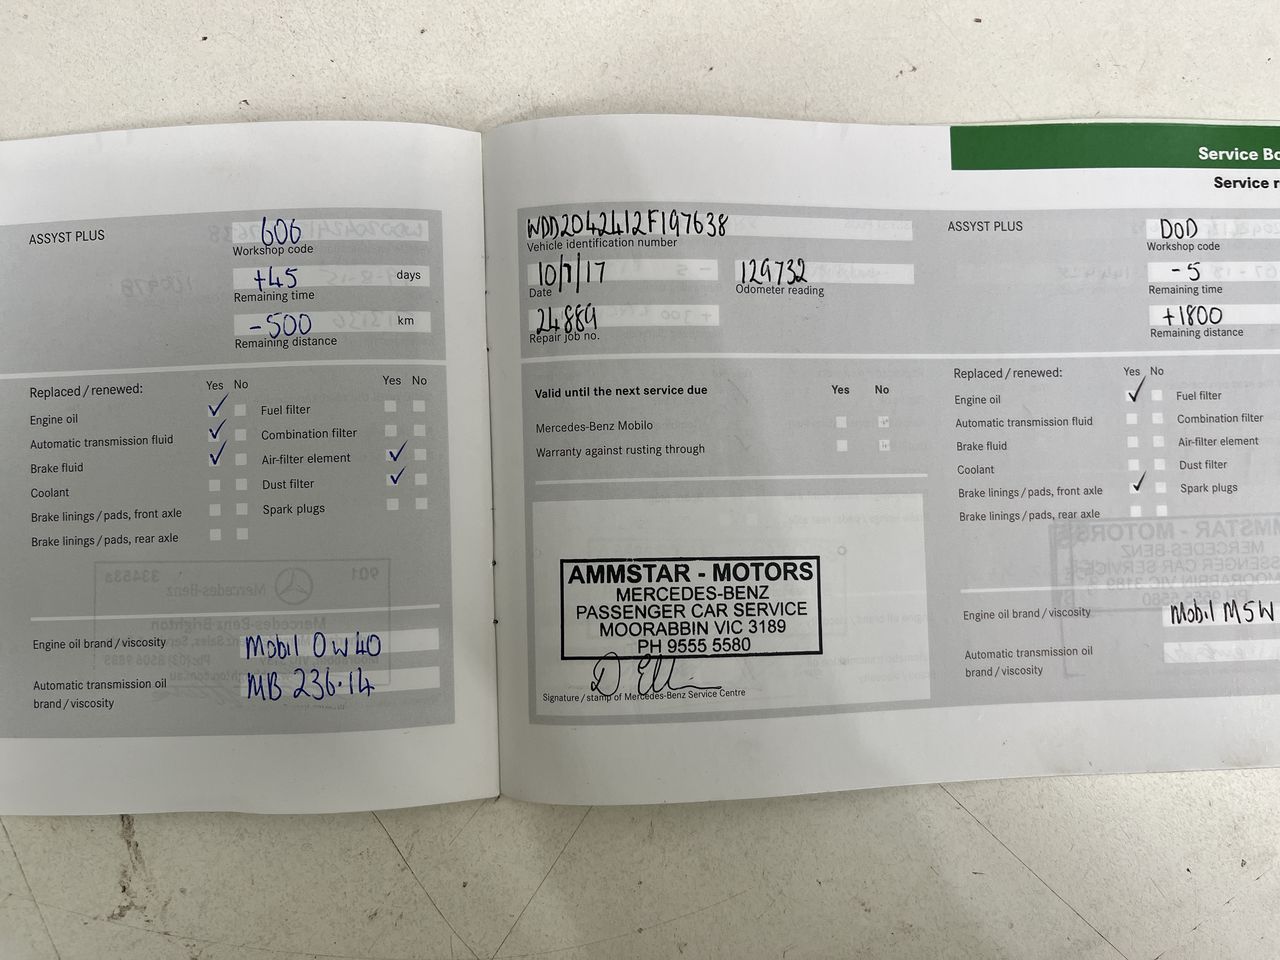 ASSYST PLUS
606
Workshop code
+45 days
Remaining time
-500 km
Remaining distance
Replaced / renewed:
Yes No
Yes No
Engine oil
Automatic transmission fluid
Brake fluid
Coolant
Brake linings / pads, front axle
Brake linings / pads, rear axle
Fuel filter
Combination filter
Air-filter element
Dust filter
Spark plugs
Engine oil brand / viscosity
Mobil 0w40
Automatic transmission oil
brand / viscosity
MB 236.14
WDD2042412F197638
Vehicle identification number
10/7/17
Date
129732
Odometer reading
24889
Repair job no.
Valid until the next service due
Yes No
Mercedes-Benz Mobilo
Warranty against rusting through
AMMSTAR - MOTORS
MERCEDES-BENZ
PASSENGER CAR SERVICE
MOORABBIN VIC 3189
PH 9555 5580
Signature / stamp of Mercedes-Benz Service Centre
Service Bo
Service r
ASSYST PLUS
DOD
Workshop code
-5
Remaining time
+1800
Remaining distance
Replaced / renewed:
Yes No
Engine oil
Automatic transmission fluid
Brake fluid
Coolant
Brake linings / pads, front axle
Brake linings / pads, rear axle
Fuel filter
Combination filter
Air-filter element
Dust filter
Spark plugs
Engine oil brand / viscosity
Mobil M5W
Automatic transmission oil
brand / viscosity